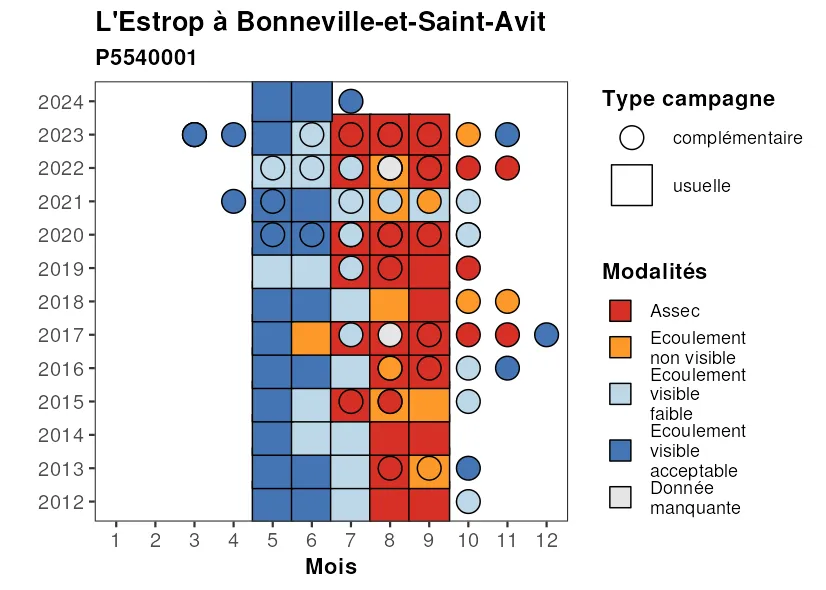 L'Estrop à Bonneville-et-Saint-Avit
P5540001
2024
2023
2022
2021
2020
2019
2018
2017
2016
2015
2014
2013
2012
1 2 3 4 5 6 7 8 9 10 11 12
Mois
Type campagne
complémentaire
usuelle
Modalités
Assec
Ecoulement
non visible
Ecoulement
visible
faible
Ecoulement
visible
acceptable
Donnée
manquante